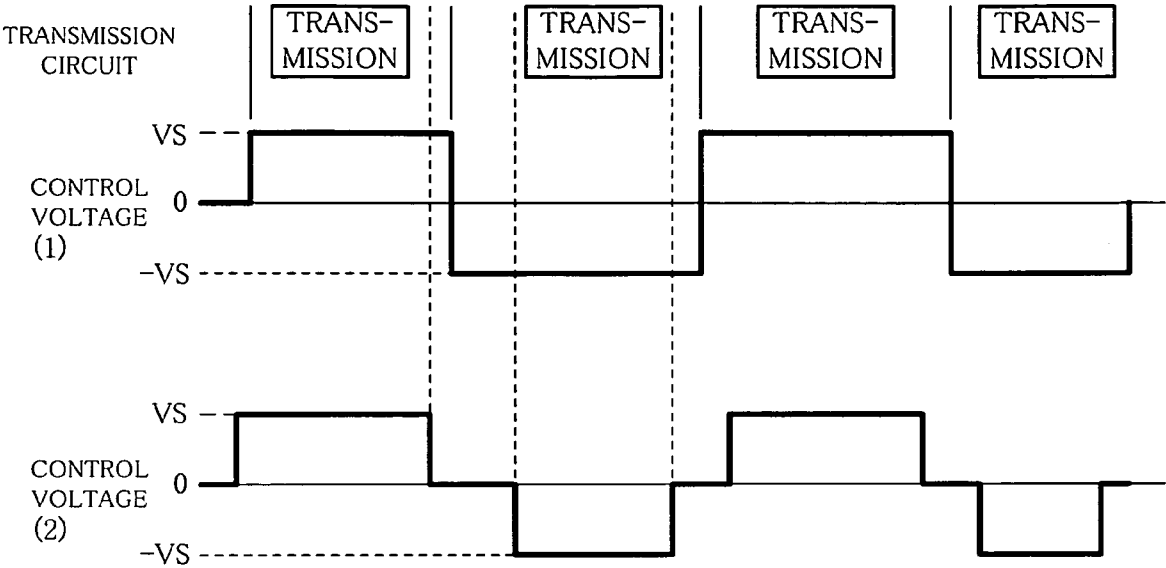 TRANSMISSION
CIRCUIT
TRANS-
MISSION
TRANS-
MISSION
TRANS-
MISSION
TRANS-
MISSION
CONTROL
VOLTAGE
(1)
VS
0
-VS
CONTROL
VOLTAGE
(2)
VS
0
-VS